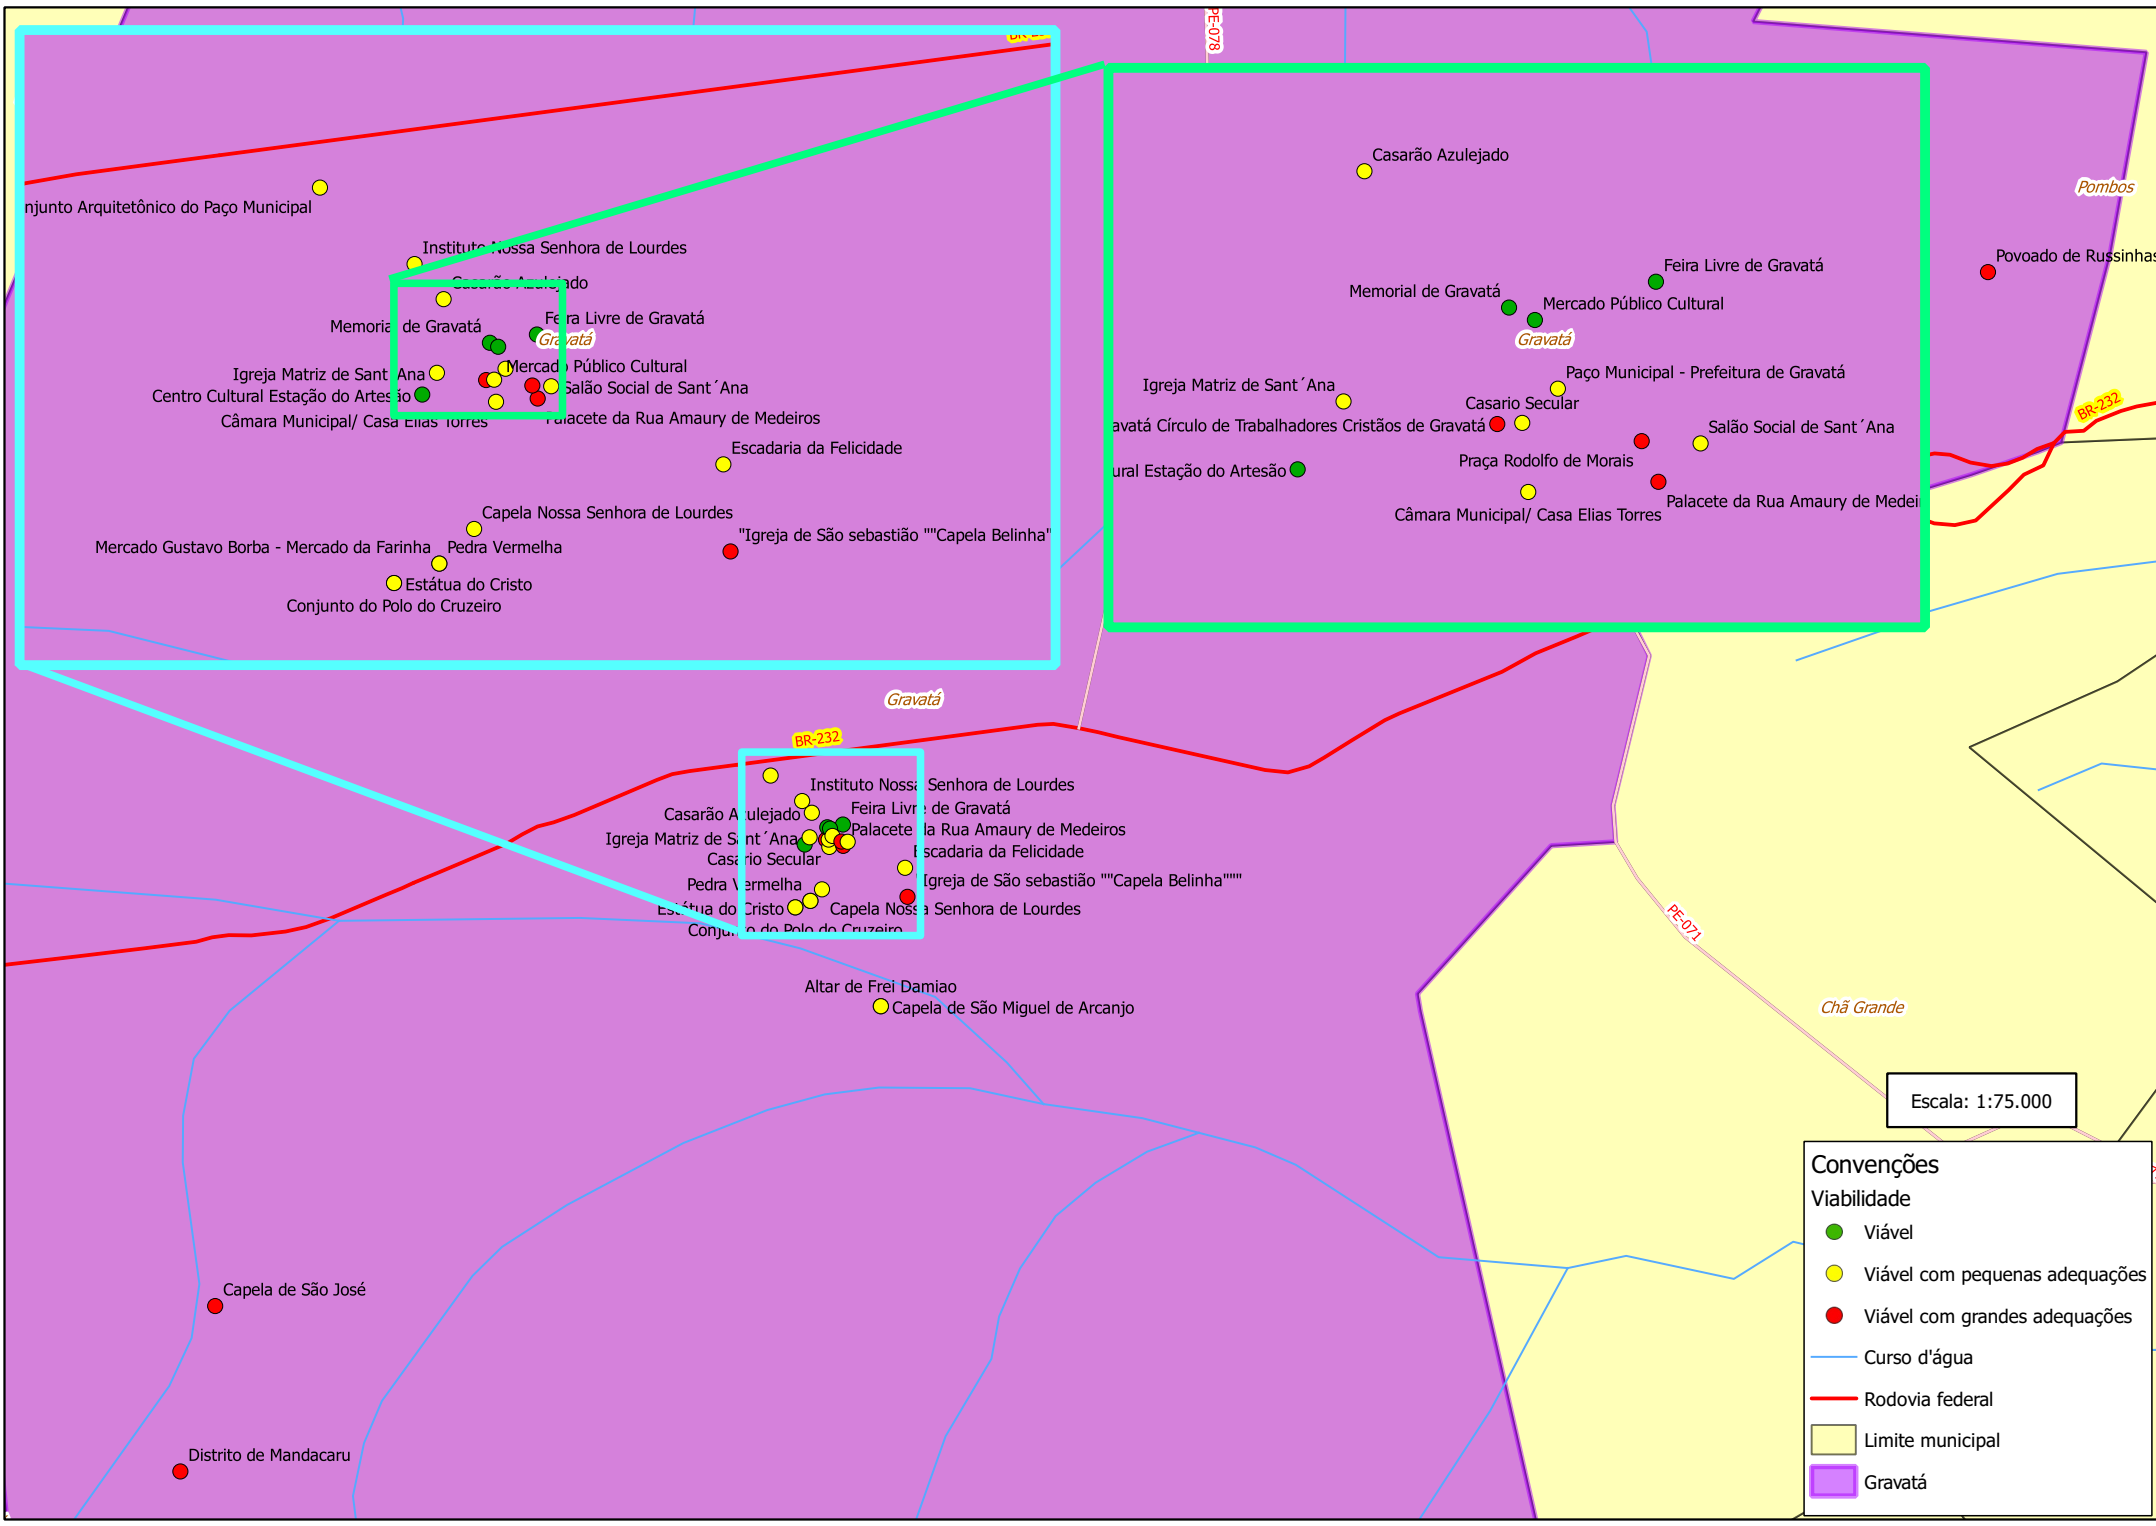 BR-23
PE-078
njunto Arquitetônico do Paço Municipal
Instituto Nossa Senhora de Lourdes
Casarão Azulejado
Memorial de Gravatá
Feira Livre de Gravatá
Gravatá
Mercado Público Cultural
Igreja Matriz de Sant´Ana
Salão Social de Sant´Ana
Centro Cultural Estação do Artesão
Câmara Municipal/ Casa Elias Torres
Palacete da Rua Amaury de Medeiros
Escadaria da Felicidade
Capela Nossa Senhora de Lourdes
"Igreja de São sebastião ""Capela Belinha"
Mercado Gustavo Borba - Mercado da Farinha
Pedra Vermelha
Estátua do Cristo
Conjunto do Polo do Cruzeiro
Casarão Azulejado
Feira Livre de Gravatá
Memorial de Gravatá
Mercado Público Cultural
Gravatá
Paço Municipal - Prefeitura de Gravatá
Igreja Matriz de Sant´Ana
Casario Secular
avatá Círculo de Trabalhadores Cristãos de Gravatá
Salão Social de Sant´Ana
Praça Rodolfo de Morais
ural Estação do Artesão
Palacete da Rua Amaury de Medei
Câmara Municipal/ Casa Elias Torres
Pombos
Povoado de Russinhas
BR-232
Gravatá
BR-232
Instituto Nossa Senhora de Lourdes
Casarão Azulejado
Feira Livre de Gravatá
Palacete da Rua Amaury de Medeiros
Igreja Matriz de Sant´Ana
Escadaria da Felicidade
Casario Secular
"Igreja de São sebastião ""Capela Belinha"""
Pedra Vermelha
Estátua do Cristo
Capela Nossa Senhora de Lourdes
Conjunto do Polo do Cruzeiro
PE-071
Altar de Frei Damiao
Capela de São Miguel de Arcanjo
Chã Grande
Capela de São José
Distrito de Mandacaru
Escala: 1:75.000
Convenções
Viabilidade
Viável
Viável com pequenas adequações
Viável com grandes adequações
Curso d'água
Rodovia federal
Limite municipal
Gravatá